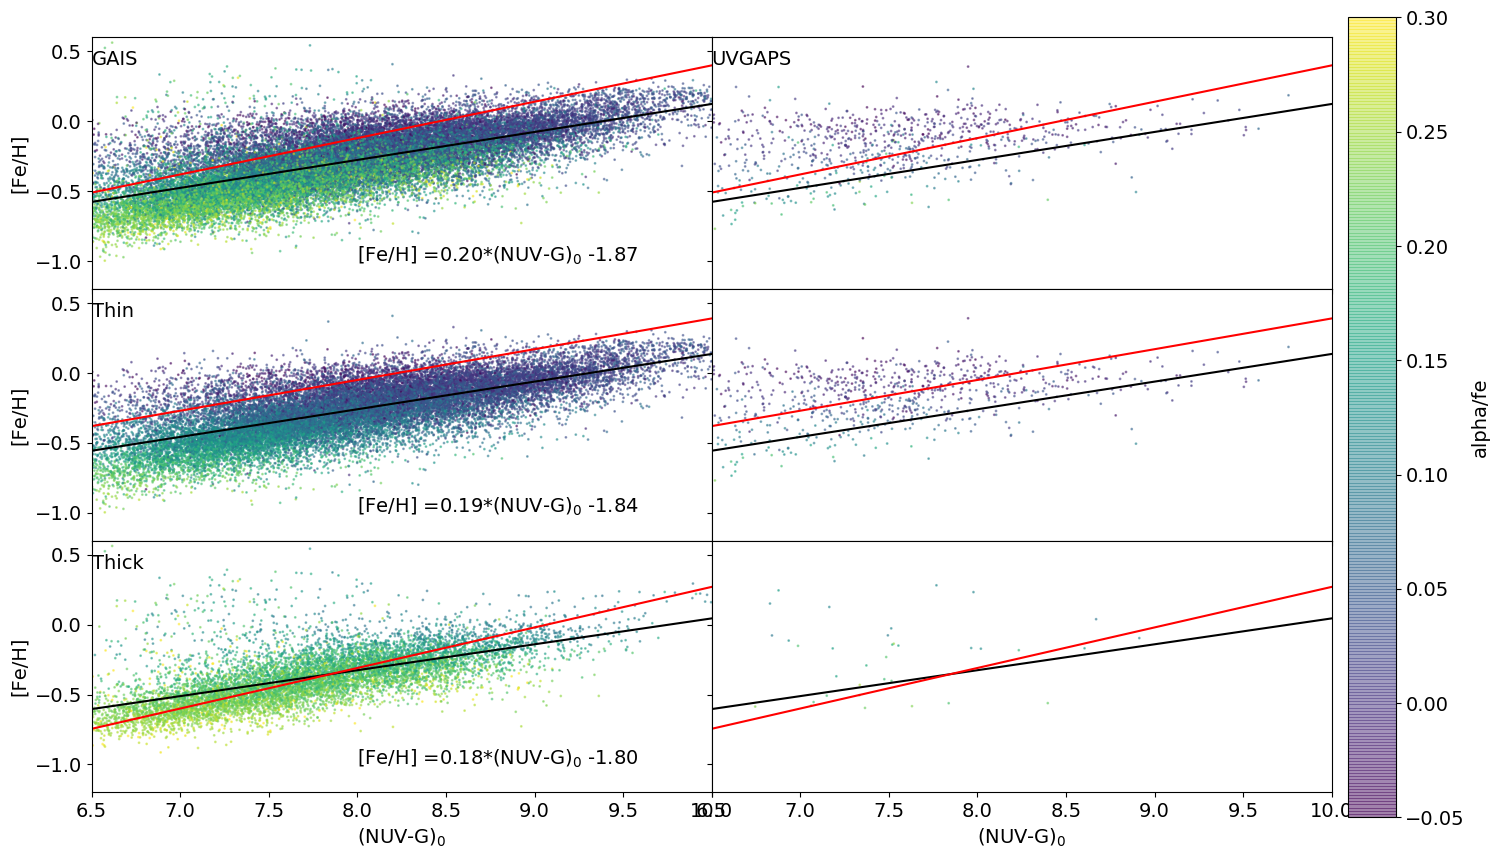 GAIS
UVGAPS
0.5
0.0
−0.5
−1.0
[Fe/H]
[Fe/H] =0.20*(NUV-G)0 -1.87
Thin
0.5
0.0
−0.5
−1.0
[Fe/H]
[Fe/H] =0.19*(NUV-G)0 -1.84
Thick
0.5
0.0
−0.5
−1.0
[Fe/H]
[Fe/H] =0.18*(NUV-G)0 -1.80
6.5 7.0 7.5 8.0 8.5 9.0 9.5 10.0
6.5 7.0 7.5 8.0 8.5 9.0 9.5 10.0
(NUV-G)0
(NUV-G)0
0.30
0.25
0.20
0.15
0.10
0.05
0.00
−0.05
alpha/fe